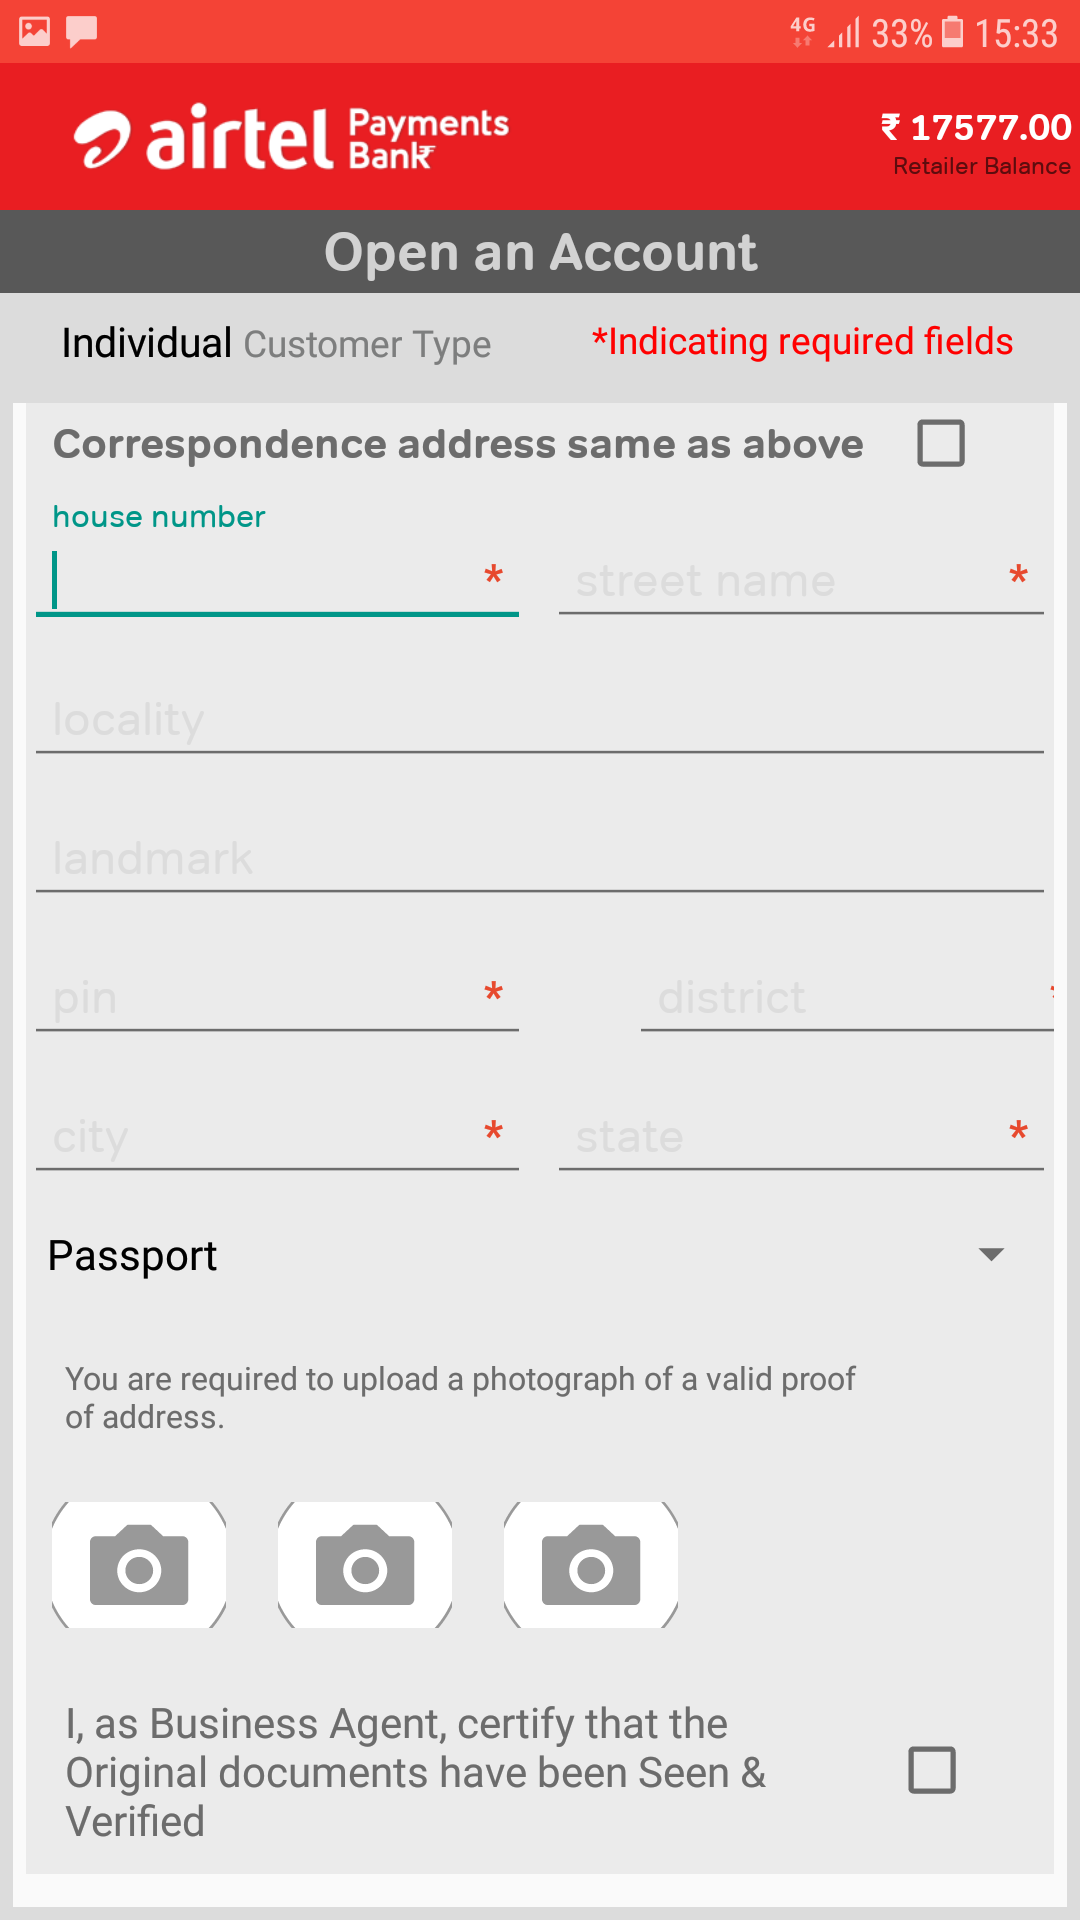 4G 33% 15:33
airtel Payments Bank
₹ 17577.00
Retailer Balance
Open an Account
Individual Customer Type *Indicating required fields
Correspondence address same as above
house number
* street name *
locality
landmark
pin * district *
city * state *
Passport
You are required to upload a photograph of a valid proof
of address.
I, as Business Agent, certify that the
Original documents have been Seen &
Verified